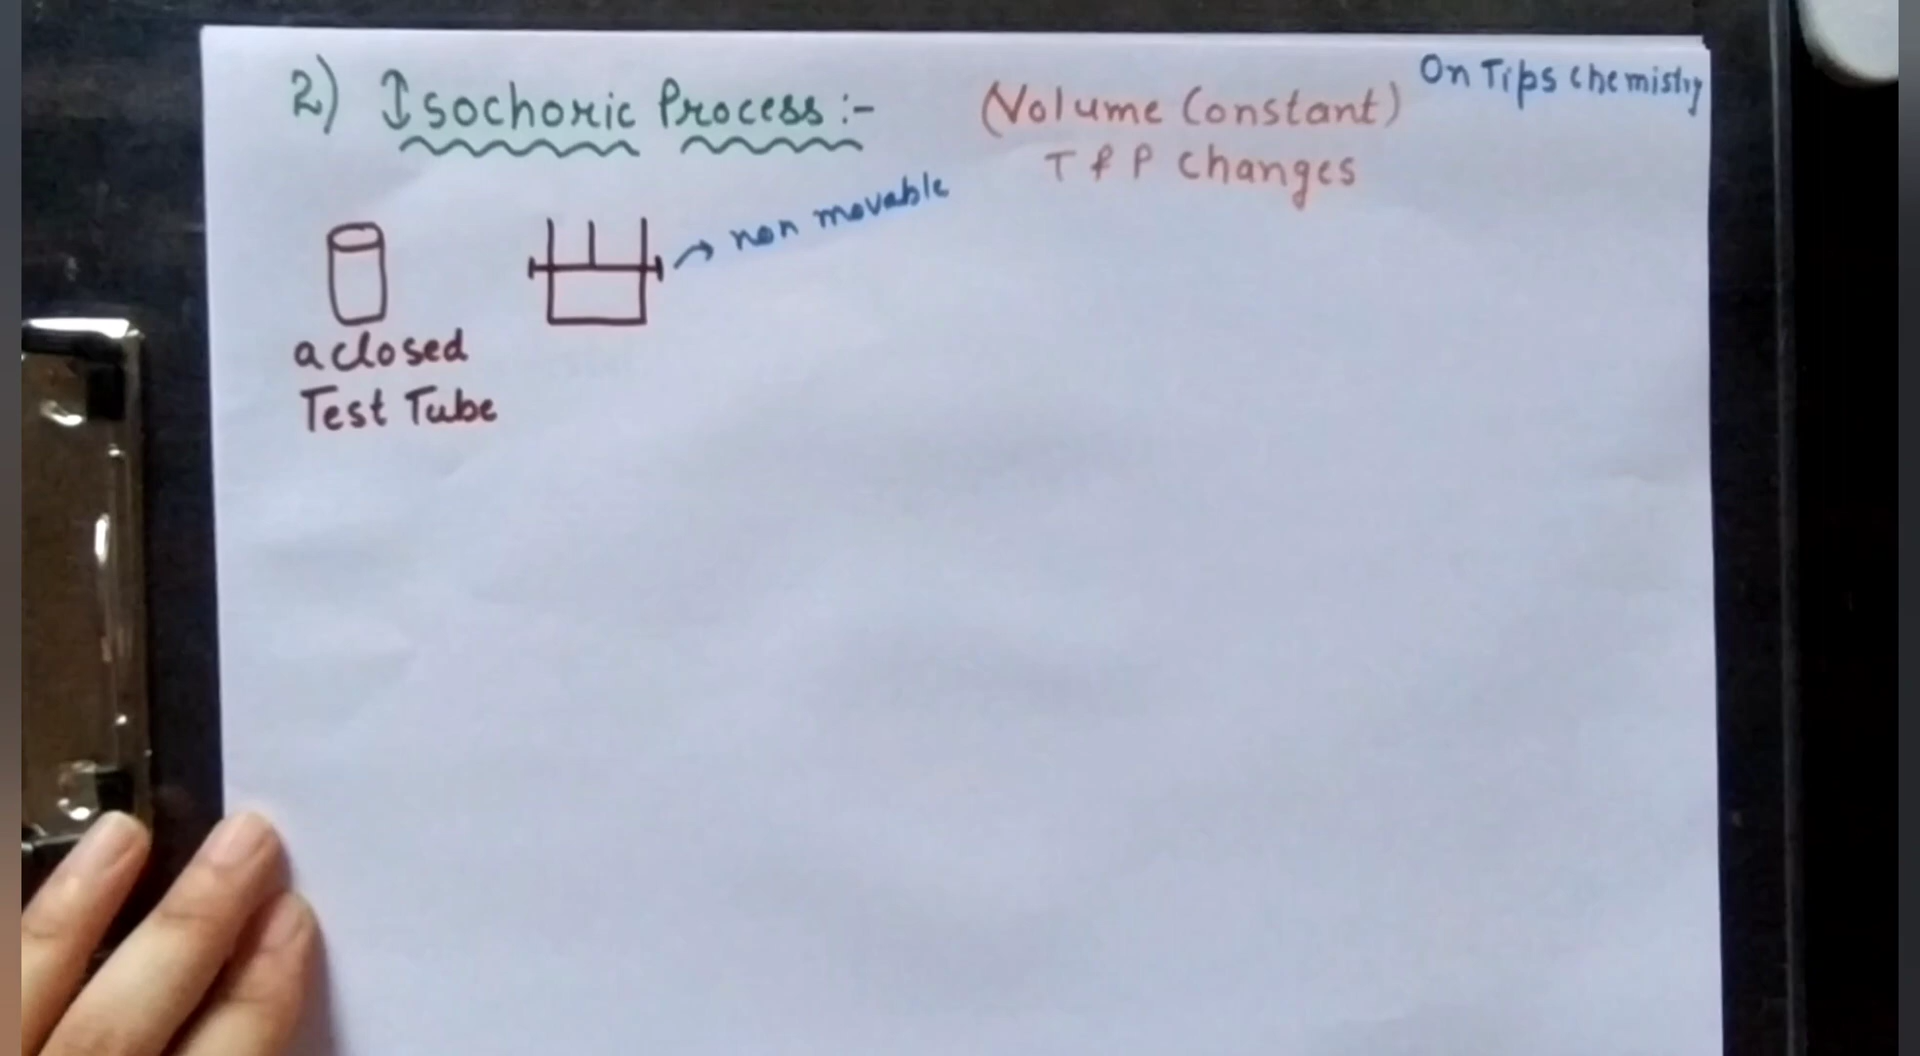 2) Isochoric Process :-
(Volume Constant)
On Tips chemistry
T & P Changes
non movable
a closed
Test Tube